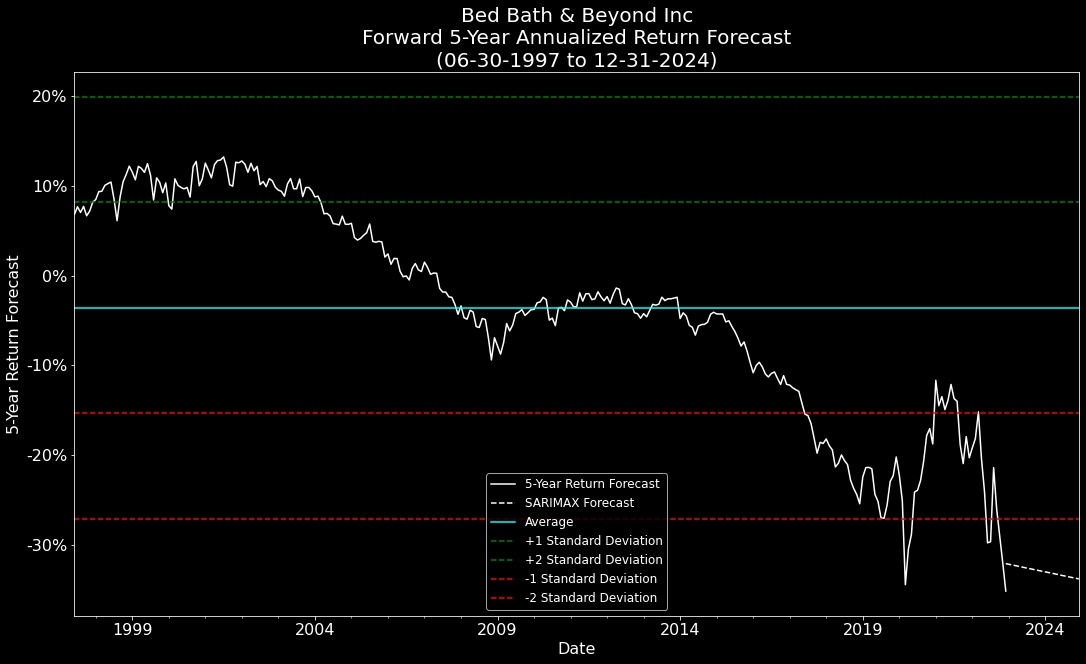 Bed Bath & Beyond Inc
Forward 5-Year Annualized Return Forecast
(06-30-1997 to 12-31-2024)
20%
10%
0%
-10%
-20%
-30%
5-Year Return Forecast
5-Year Return Forecast
SARIMAX Forecast
Average
+1 Standard Deviation
+2 Standard Deviation
-1 Standard Deviation
-2 Standard Deviation
1999
2004
2009
2014
2019
2024
Date